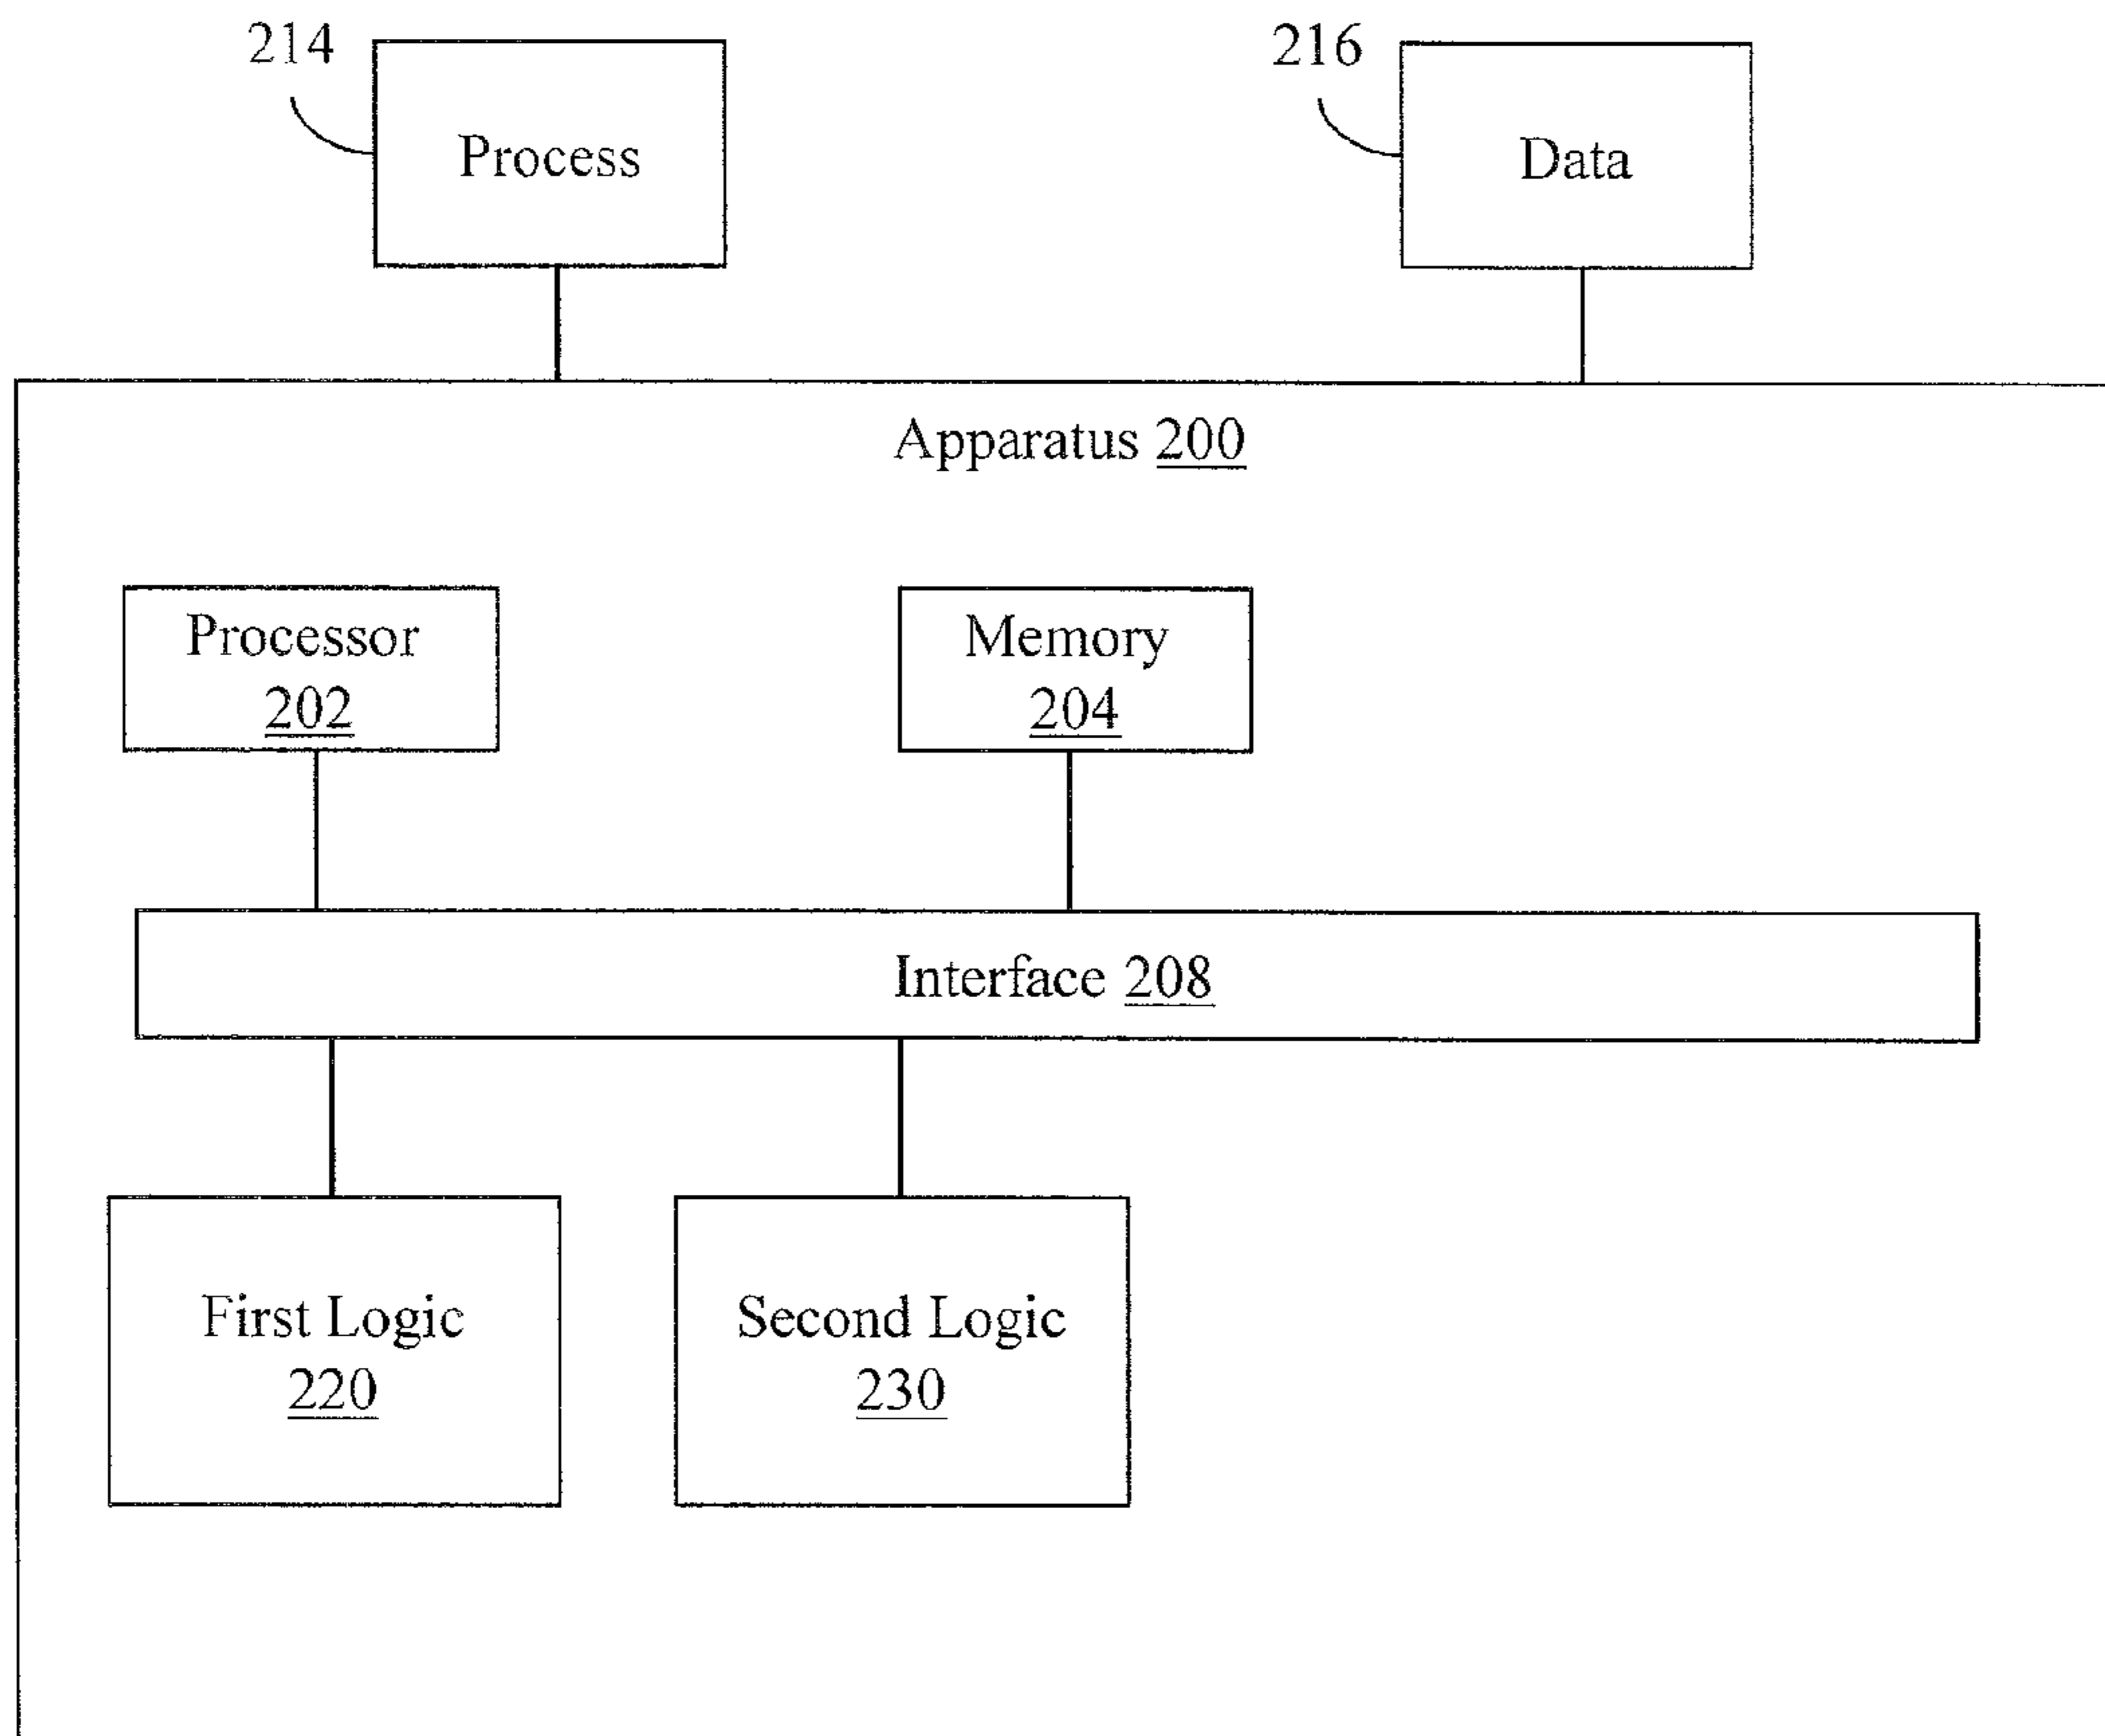 214
Process
216
Data
Apparatus 200
Processor
202
Memory
204
Interface 208
First Logic
220
Second Logic
230